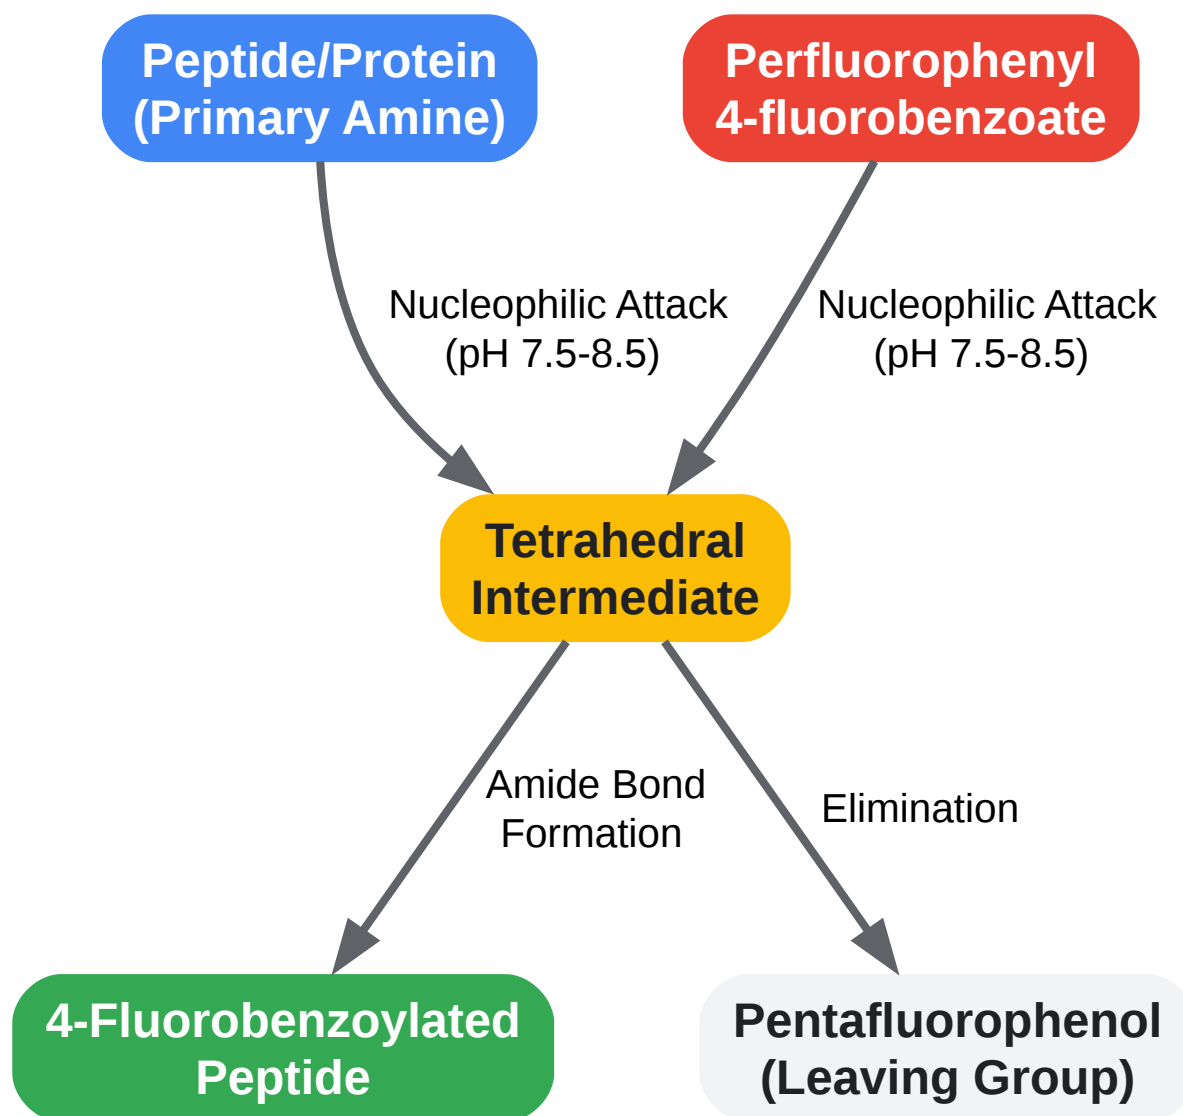 Peptide/Protein
(Primary Amine)
Perfluorophenyl
4-fluorobenzoate
Nucleophilic Attack
(pH 7.5-8.5)
Nucleophilic Attack
(pH 7.5-8.5)
Tetrahedral
Intermediate
Amide Bond
Formation
Elimination
4-Fluorobenzoylated
Peptide
Pentafluorophenol
(Leaving Group)